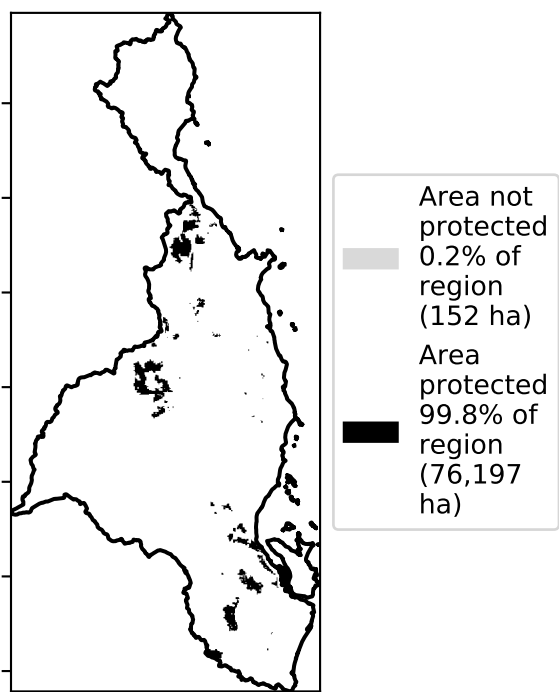 Area not
protected
0.2% of
region
(152 ha)
Area
protected
99.8% of
region
(76,197
ha)